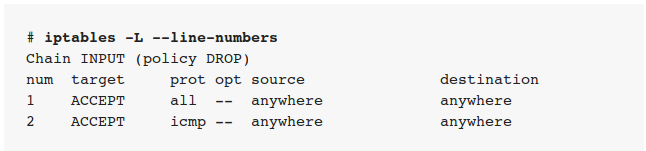 # iptables -L --line-numbers
Chain INPUT (policy DROP)
num  target     prot opt source               destination
1    ACCEPT     all  --  anywhere             anywhere
2    ACCEPT     icmp --  anywhere             anywhere